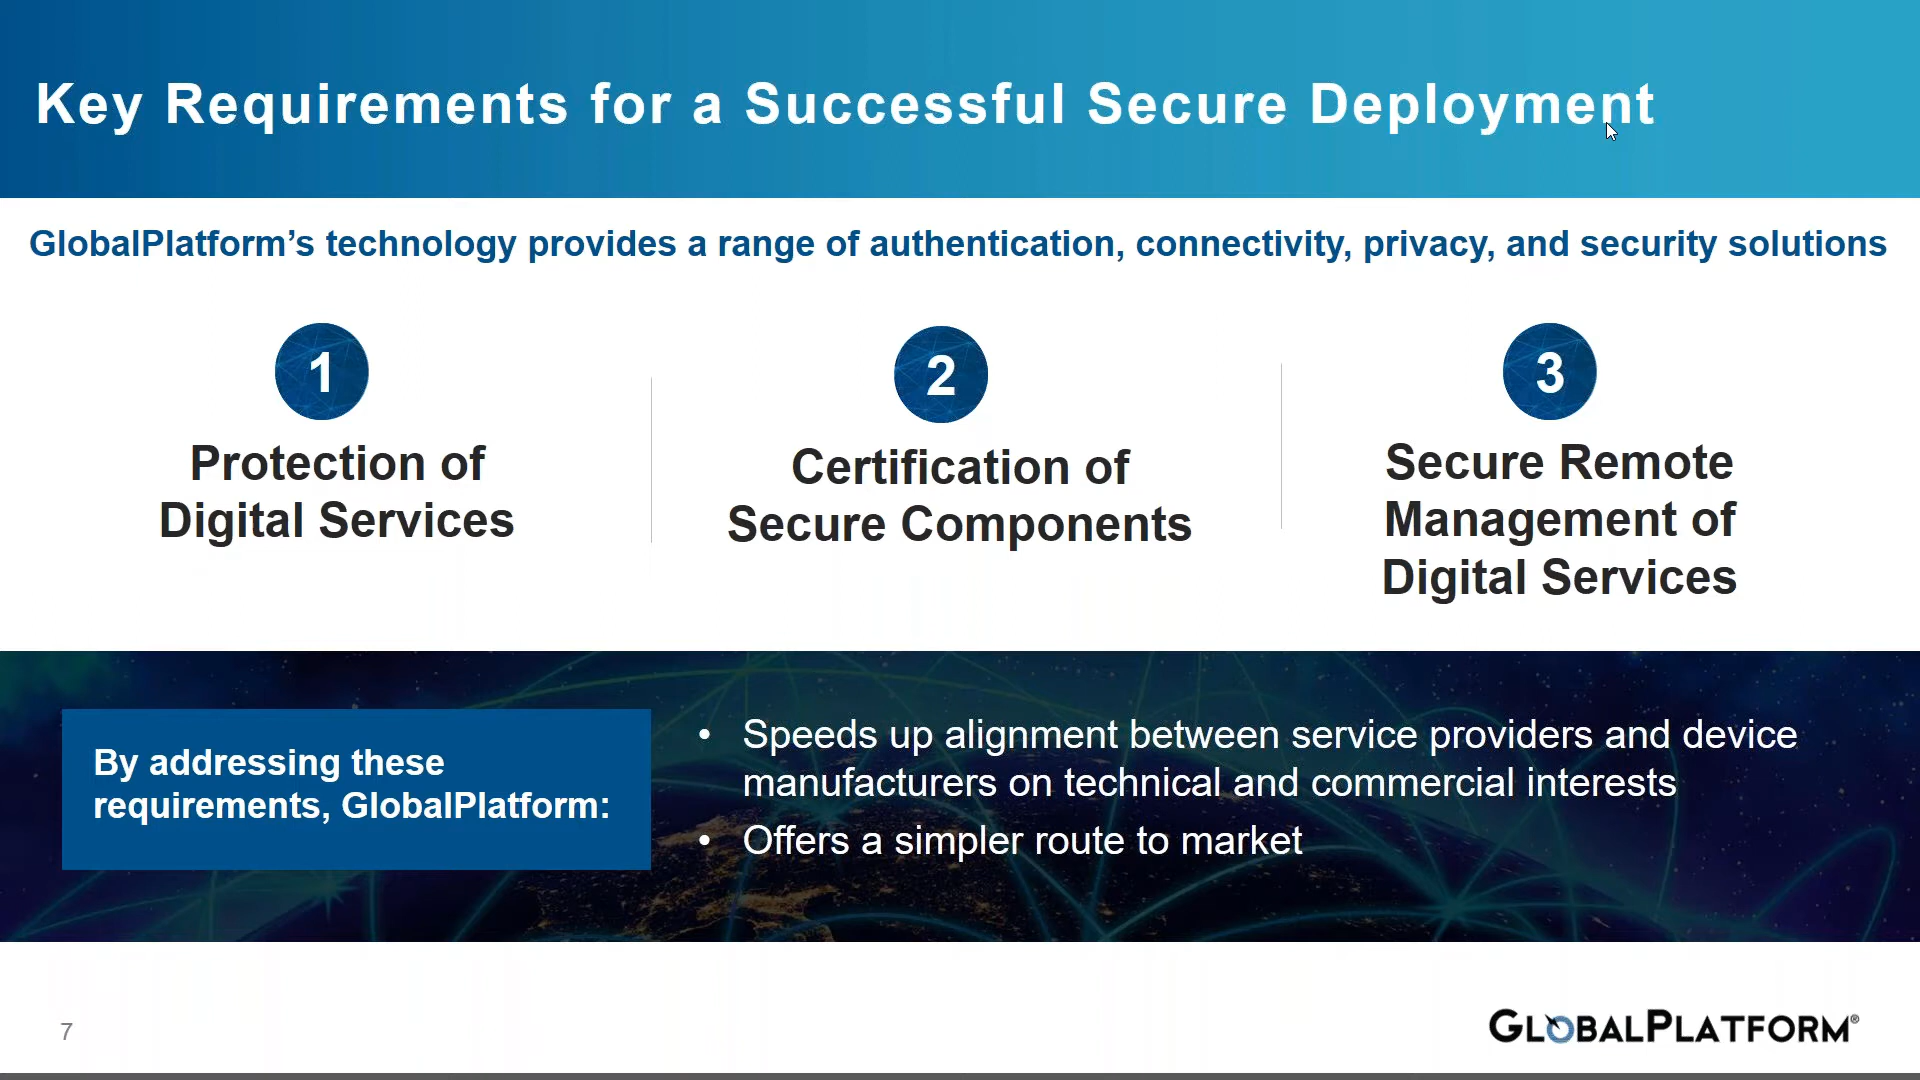 Key Requirements for a Successful Secure Deployment
GlobalPlatform’s technology provides a range of authentication, connectivity, privacy, and security solutions
1
Protection of
Digital Services
2
Certification of
Secure Components
3
Secure Remote
Management of
Digital Services
By addressing these
requirements, GlobalPlatform:
• Speeds up alignment between service providers and device
manufacturers on technical and commercial interests
• Offers a simpler route to market
7
GLOBALPLATFORM®